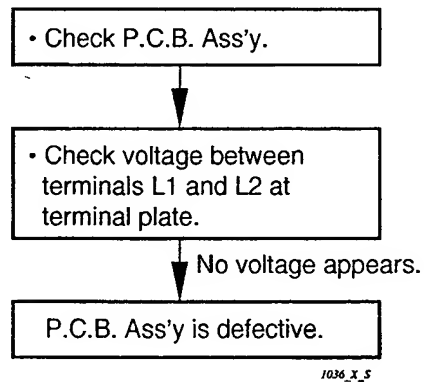 • Check P.C.B. Ass'y.
• Check voltage between
terminals L1 and L2 at
terminal plate.
No voltage appears.
P.C.B. Ass'y is defective.
1036_X_S